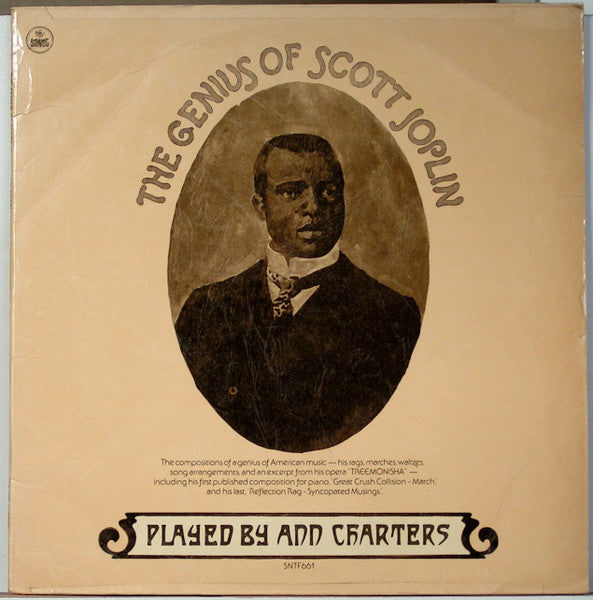 SONET
THE GENIUS OF SCOTT JOPLIN
The compositions of a genius of American music — his rags, marches, waltzes,
song arrangements, and an excerpt from his opera "TREEMONISHA" —
including his first published composition for piano, 'Great Crush Collision - March',
and his last, 'Reflection Rag - Syncopated Musings'.
PLAYED BY ANN CHARTERS
SNTF661